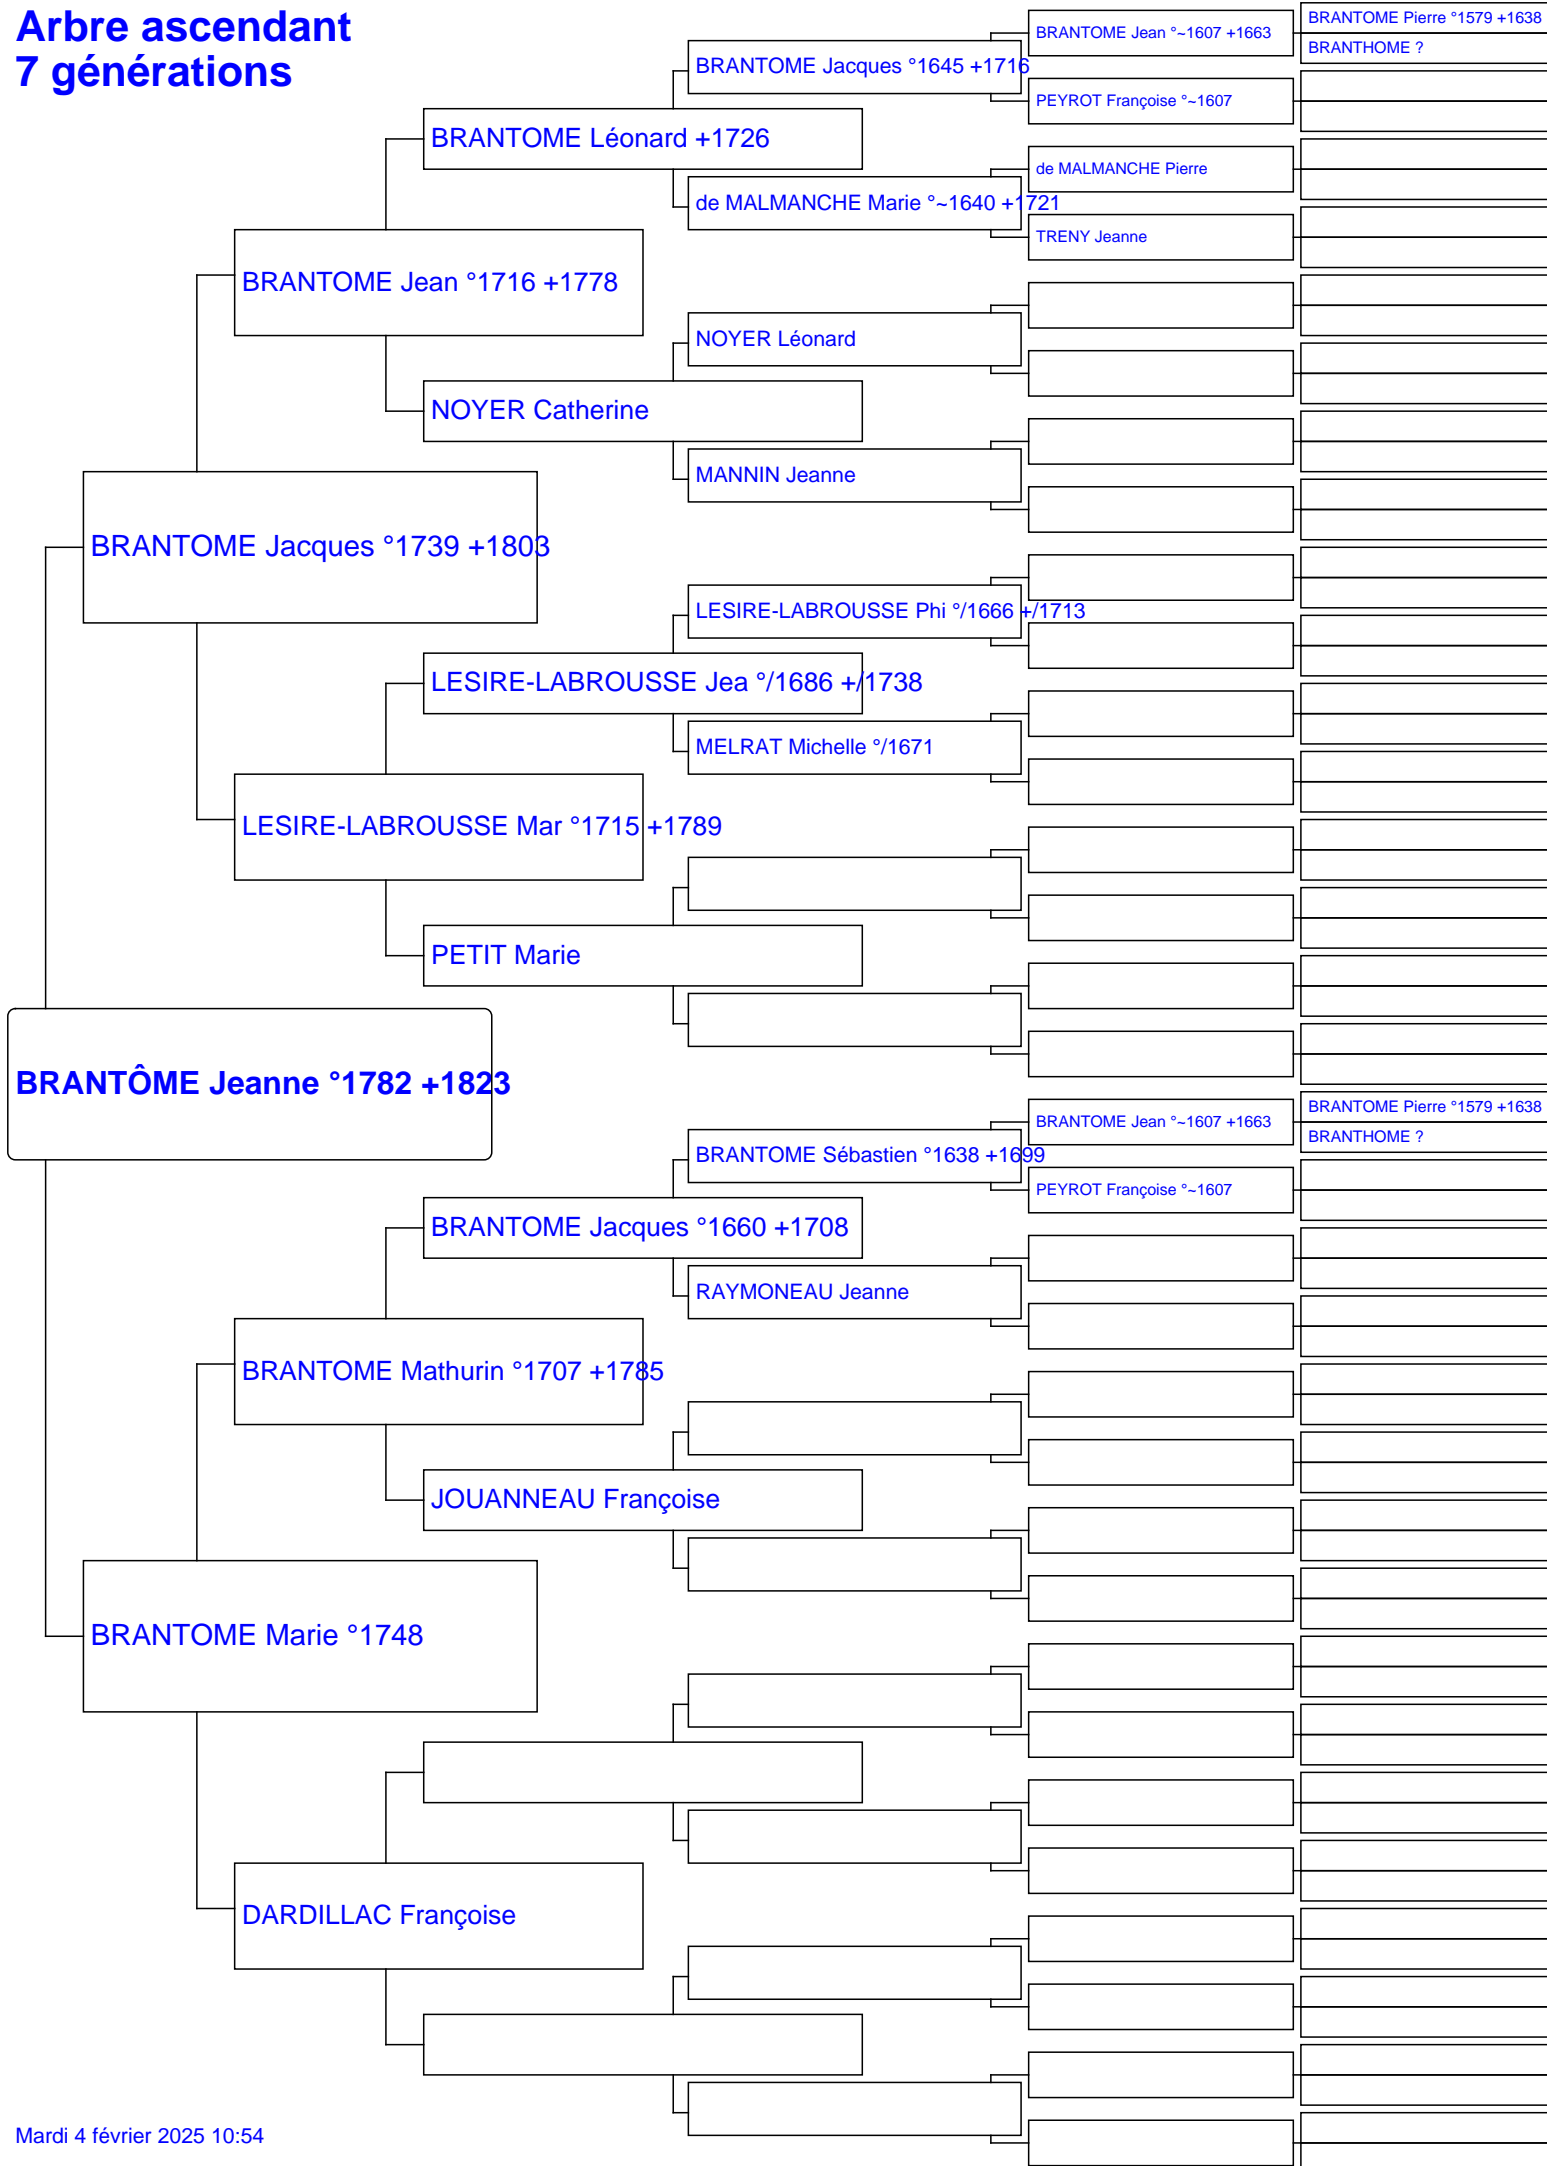 Arbre ascendant
7 générations
BRANTOME Pierre °1579 +1638
BRANTOME Jean °~1607 +1663
BRANTHOME ?
BRANTOME Jacques °1645 +1716
PEYROT Françoise °~1607
BRANTOME Léonard +1726
de MALMANCHE Pierre
de MALMANCHE Marie °~1640 +1721
TRENY Jeanne
BRANTOME Jean °1716 +1778
NOYER Léonard
NOYER Catherine
MANNIN Jeanne
BRANTOME Jacques °1739 +1803
LESIRE-LABROUSSE Phi °/1666 +/1713
LESIRE-LABROUSSE Jea °/1686 +/1738
MELRAT Michelle °/1671
LESIRE-LABROUSSE Mar °1715 +1789
PETIT Marie
BRANTÔME Jeanne °1782 +1823
BRANTOME Pierre °1579 +1638
BRANTOME Jean °~1607 +1663
BRANTHOME ?
BRANTOME Sébastien °1638 +1699
PEYROT Françoise °~1607
BRANTOME Jacques °1660 +1708
RAYMONEAU Jeanne
BRANTOME Mathurin °1707 +1785
JOUANNEAU Françoise
BRANTOME Marie °1748
DARDILLAC Françoise
Mardi 4 février 2025 10:54